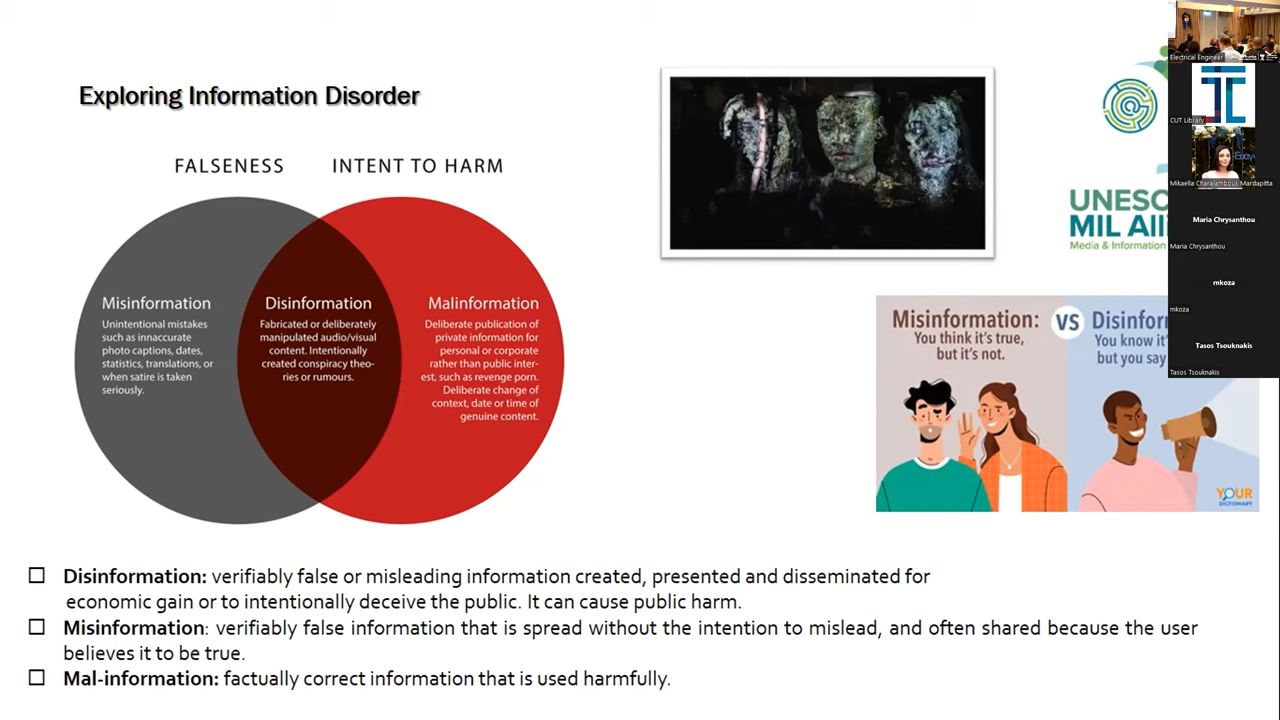 Exploring Information Disorder
FALSENESS
INTENT TO HARM
Misinformation
Unintentional mistakes
such as innaccurate
photo captions, dates,
statistics, translations, or
when satire is taken
seriously.
Disinformation
Fabricated or deliberately
manipulated audio/visual
content. Intentionally
created conspiracy theo-
ries or rumours.
Malinformation
Deliberate publication of
private information for
personal or corporate
rather than public inter-
est, such as revenge porn.
Deliberate change of
context, date or time of
genuine content.
UNESC
MIL All
Media & Information
Misinformation:
You think it's true,
but it's not.
VS
Disinfor
You know it'
but you say
YOUR
DICTIONARY
Electrical Engineer
CUT Library
Mikaella Charalambous Mardapitta
Maria Chrysanthou
Maria Chrysanthou
mkoza
mkoza
Tasos Tsouknakis
Tasos Tsouknakis
Disinformation: verifiably false or misleading information created, presented and disseminated for
economic gain or to intentionally deceive the public. It can cause public harm.
Misinformation: verifiably false information that is spread without the intention to mislead, and often shared because the user
believes it to be true.
Mal-information: factually correct information that is used harmfully.